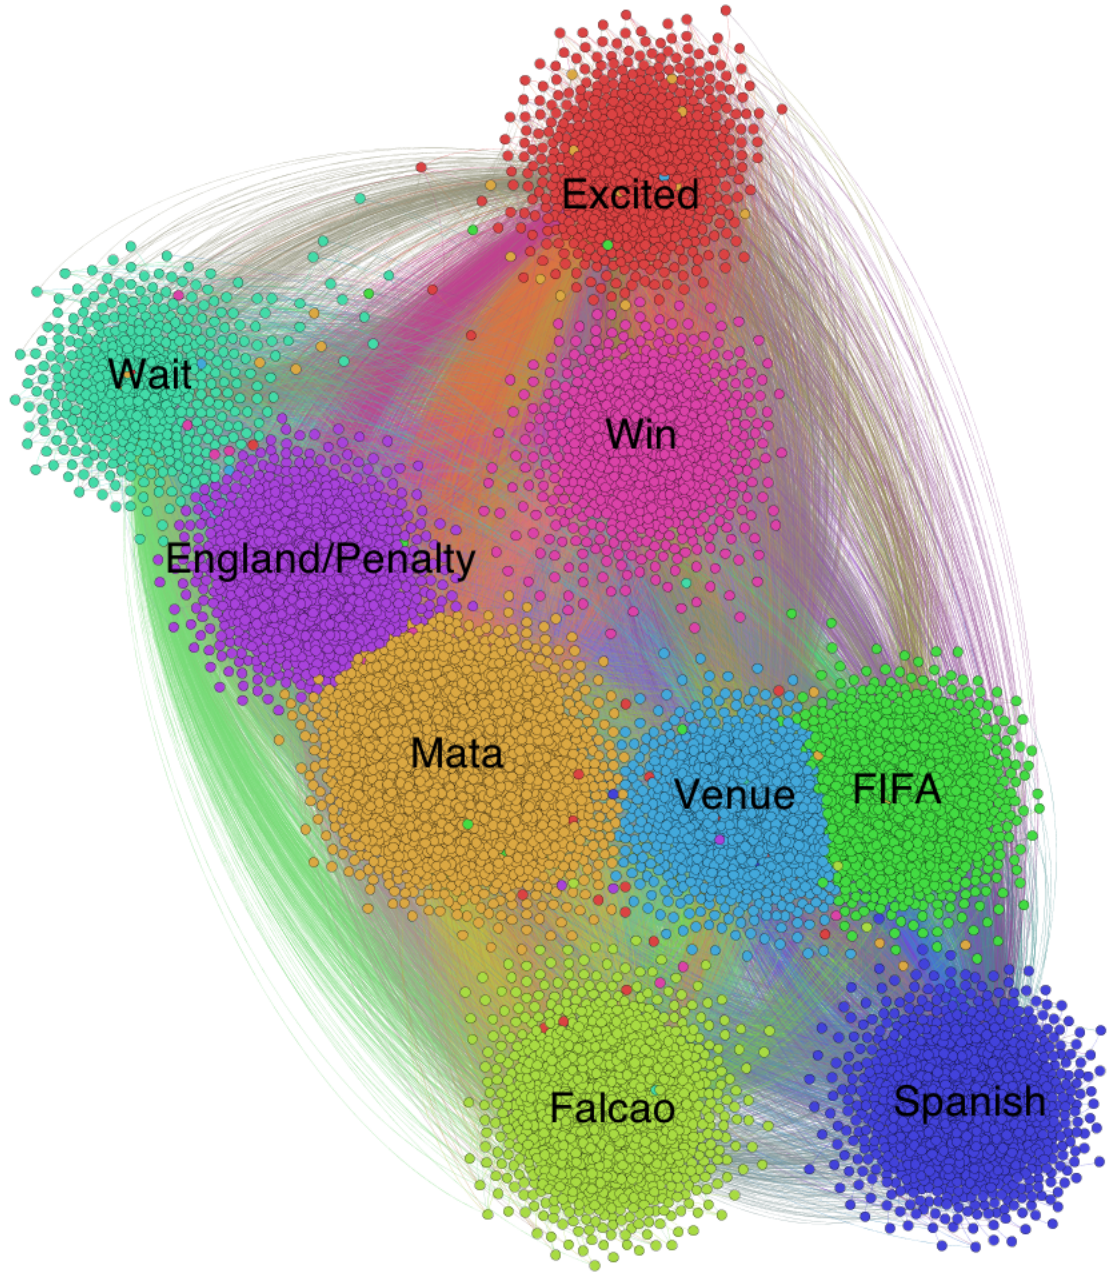 Excited
Wait
Win
England/Penalty
Mata
Venue
FIFA
Falcao
Spanish